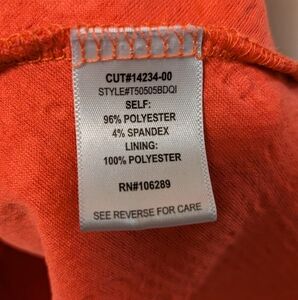 CUT#14234-00
STYLE#T50505BDQI
SELF:
96% POLYESTER
4% SPANDEX
LINING:
100% POLYESTER
RN#106289
SEE REVERSE FOR CARE